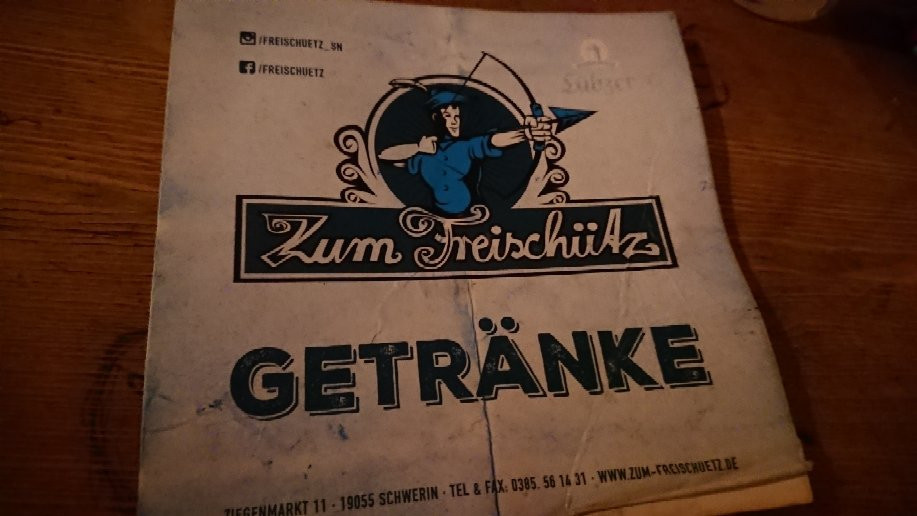 /FREISCHUETZ_SN
/FREISCHUETZ
Lübzer
Zum Freischütz
GETRÄNKE
ZIEGENMARKT 11 · 19055 SCHWERIN · TEL & FAX: 0385. 56 14 31 · WWW.ZUM-FREISCHUETZ.DE